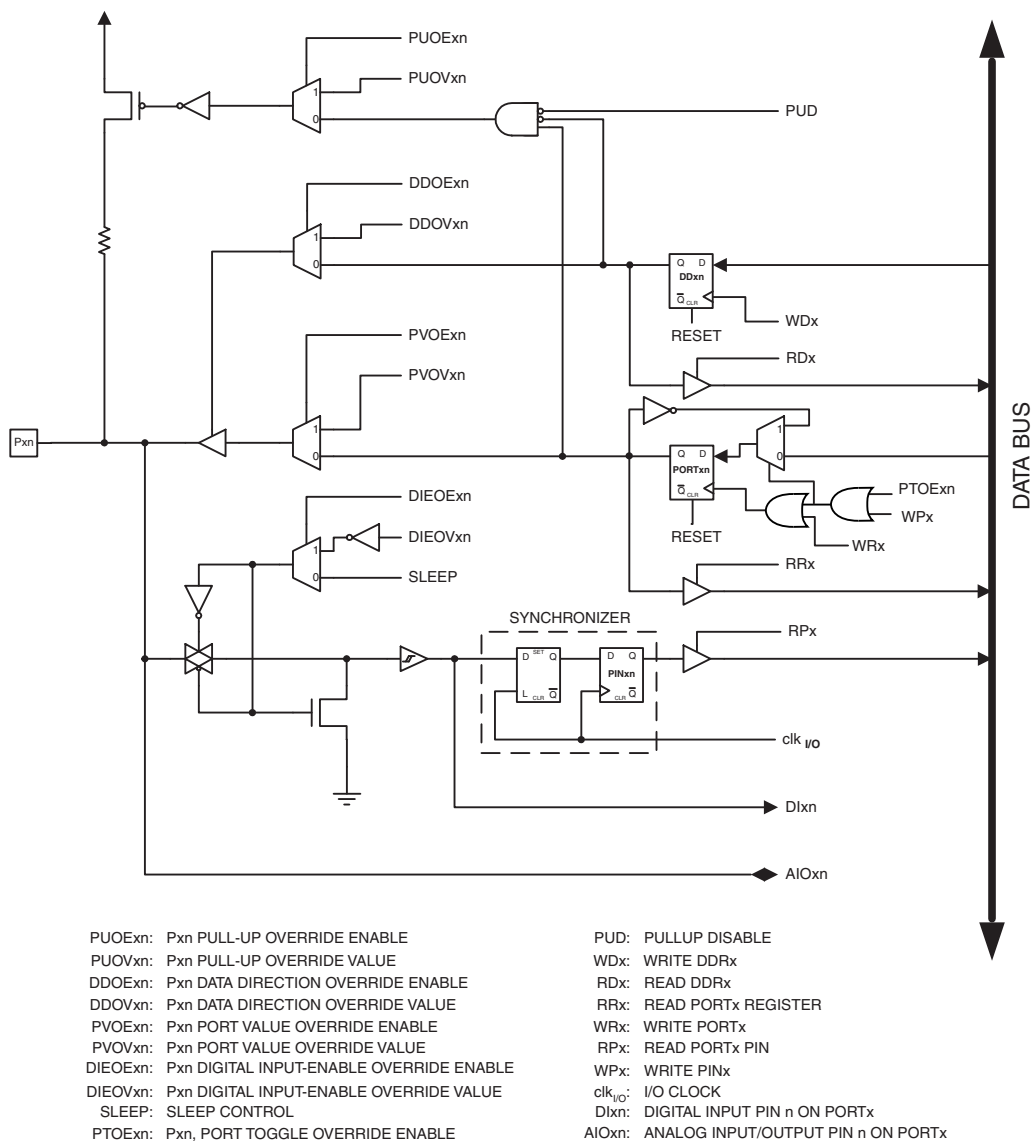 PUOExn
PUOVxn
1
0
PUD
DDOExn
DDOVxn
1
0
Q D
DDxn
Q CLR
WDx
RESET
PVOExn
RDx
PVOVxn
1
0
Pxn
1
0
Q D
PORTxn
Q CLR
PTOExn
WPx
RESET
WRx
DIEOExn
DIEOVxn
1
0
SLEEP
RRx
SYNCHRONIZER
RPx
D SET Q
L CLR Q
D Q
PINxn
CLR Q
clk I/O
DIxn
AIOxn
DATA BUS
PUOExn: Pxn PULL-UP OVERRIDE ENABLE
PUOVxn: Pxn PULL-UP OVERRIDE VALUE
DDOExn: Pxn DATA DIRECTION OVERRIDE ENABLE
DDOVxn: Pxn DATA DIRECTION OVERRIDE VALUE
PVOExn: Pxn PORT VALUE OVERRIDE ENABLE
PVOVxn: Pxn PORT VALUE OVERRIDE VALUE
DIEOExn: Pxn DIGITAL INPUT-ENABLE OVERRIDE ENABLE
DIEOVxn: Pxn DIGITAL INPUT-ENABLE OVERRIDE VALUE
SLEEP: SLEEP CONTROL
PTOExn: Pxn, PORT TOGGLE OVERRIDE ENABLE
PUD: PULLUP DISABLE
WDx: WRITE DDRx
RDx: READ DDRx
RRx: READ PORTx REGISTER
WRx: WRITE PORTx
RPx: READ PORTx PIN
WPx: WRITE PINx
clkI/O: I/O CLOCK
DIxn: DIGITAL INPUT PIN n ON PORTx
AIOxn: ANALOG INPUT/OUTPUT PIN n ON PORTx